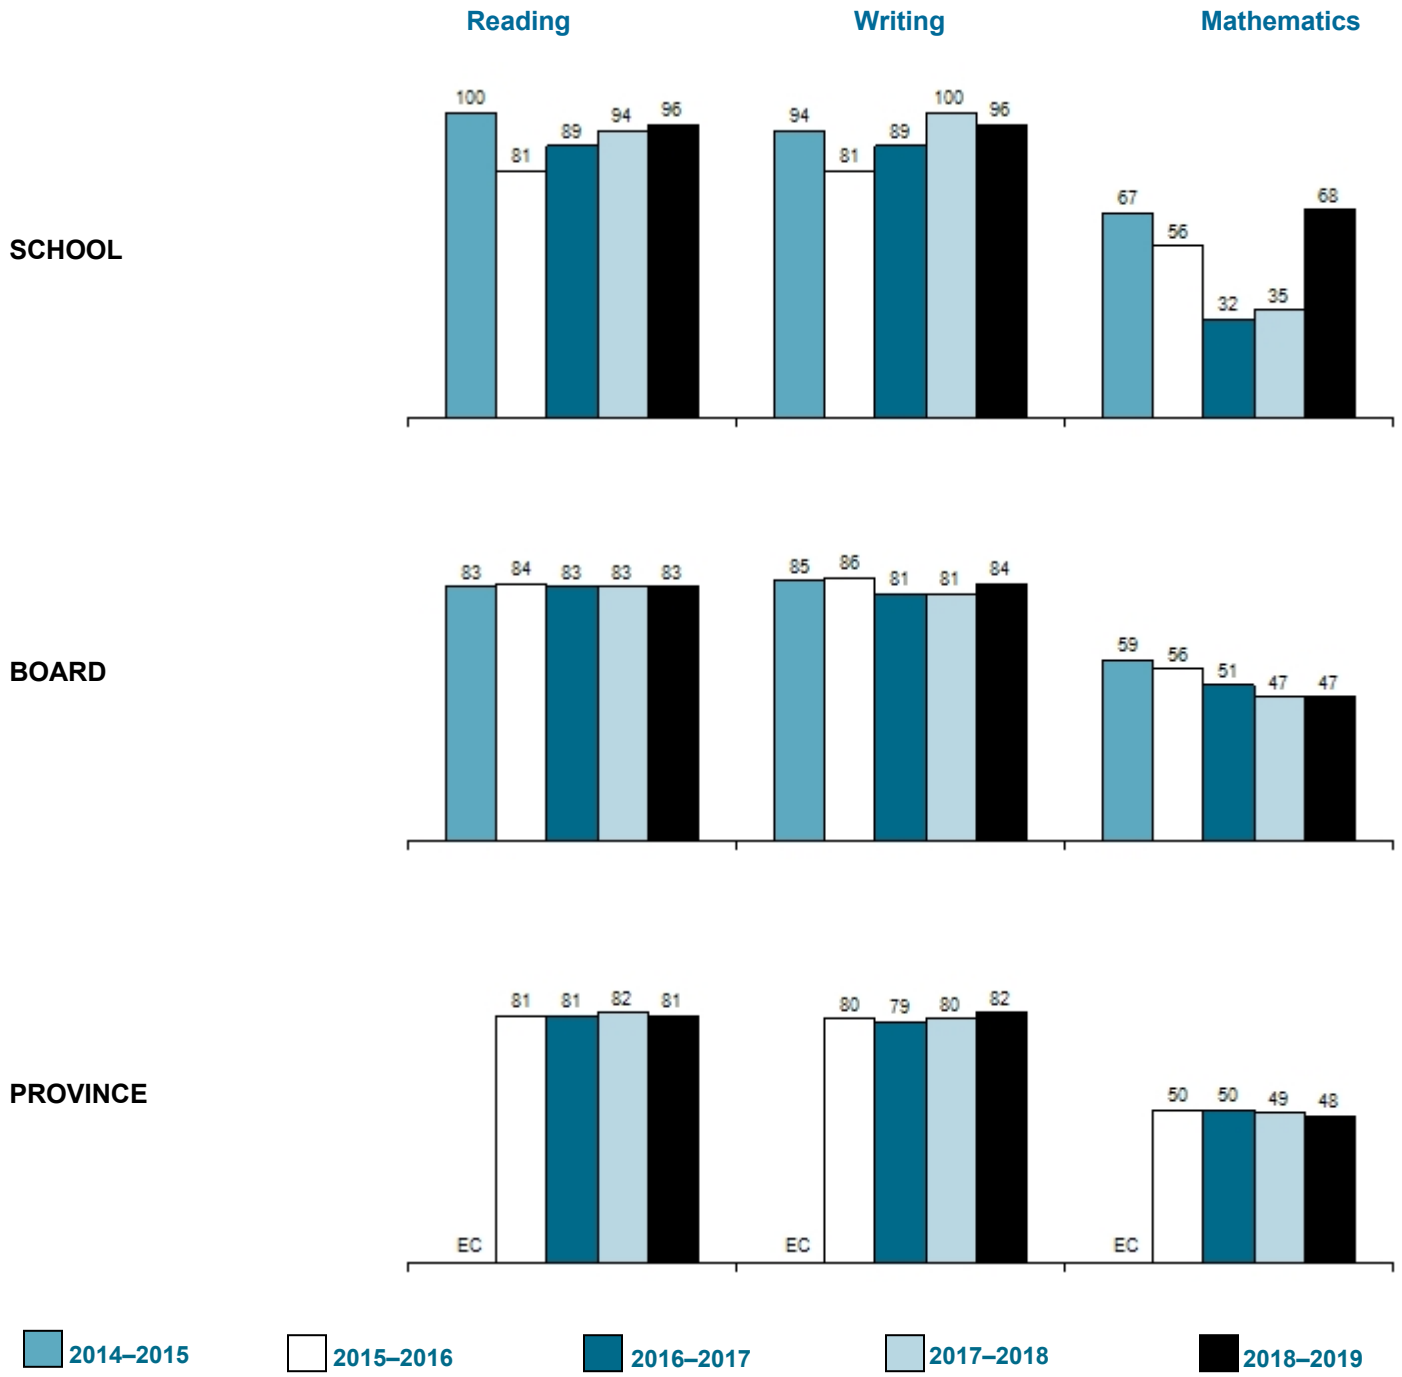 Reading Writing Mathematics
100 81 89 94 96 94 81 89 100 96 67 56 32 35 68
SCHOOL
83 84 83 83 83 85 86 81 81 84 59 56 51 47 47
BOARD
81 81 82 81 80 79 80 82 50 50 49 48
PROVINCE
EC EC EC
2014–2015 2015–2016 2016–2017 2017–2018 2018–2019